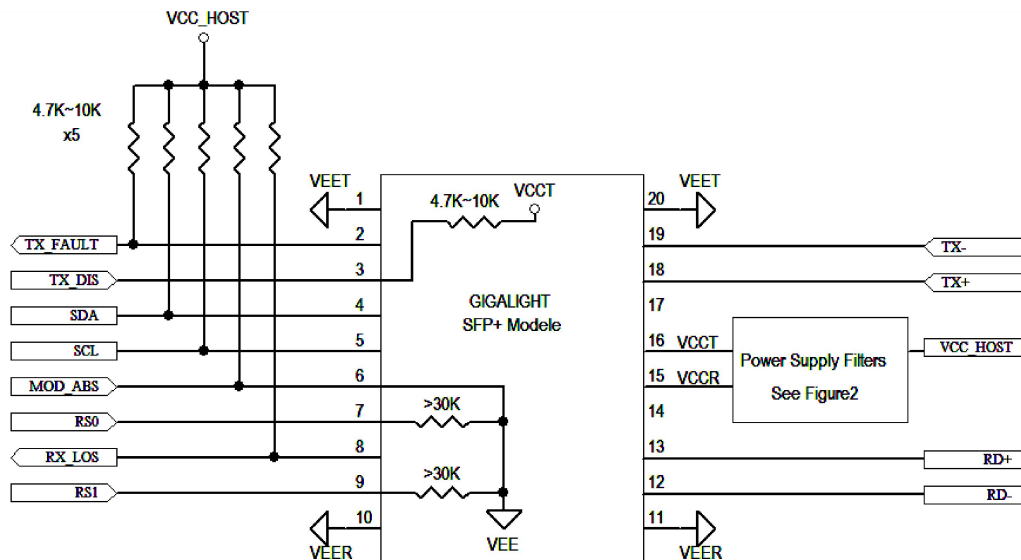 VCC_HOST
4.7K~10K
x5
VEET
1
4.7K~10K
VCCT
20
VEET
TX_FAULT
2
19
TX-
TX_DIS
3
18
TX+
SDA
4
GIGALIGHT
SFP+ Modele
17
SCL
5
16
VCCT
Power Supply Filters
See Figure2
VCC_HOST
MOD_ABS
6
15
VCCR
RS0
7
>30K
14
RX_LOS
8
13
RD+
RS1
9
>30K
12
RD-
10
VEER
VEE
11
VEER